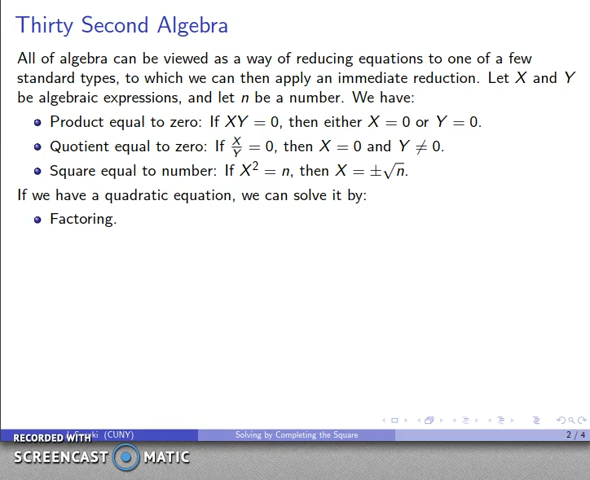 Thirty Second Algebra
All of algebra can be viewed as a way of reducing equations to one of a few
standard types, to which we can then apply an immediate reduction. Let X and Y
be algebraic expressions, and let n be a number. We have:
Product equal to zero: If XY = 0, then either X = 0 or Y = 0.
Quotient equal to zero: If X/Y = 0, then X = 0 and Y ≠ 0.
Square equal to number: If X² = n, then X = ±√n.
If we have a quadratic equation, we can solve it by:
Factoring.
(CUNY) Solving by Completing the Square 2 / 4
RECORDED WITH
SCREENCAST MATIC